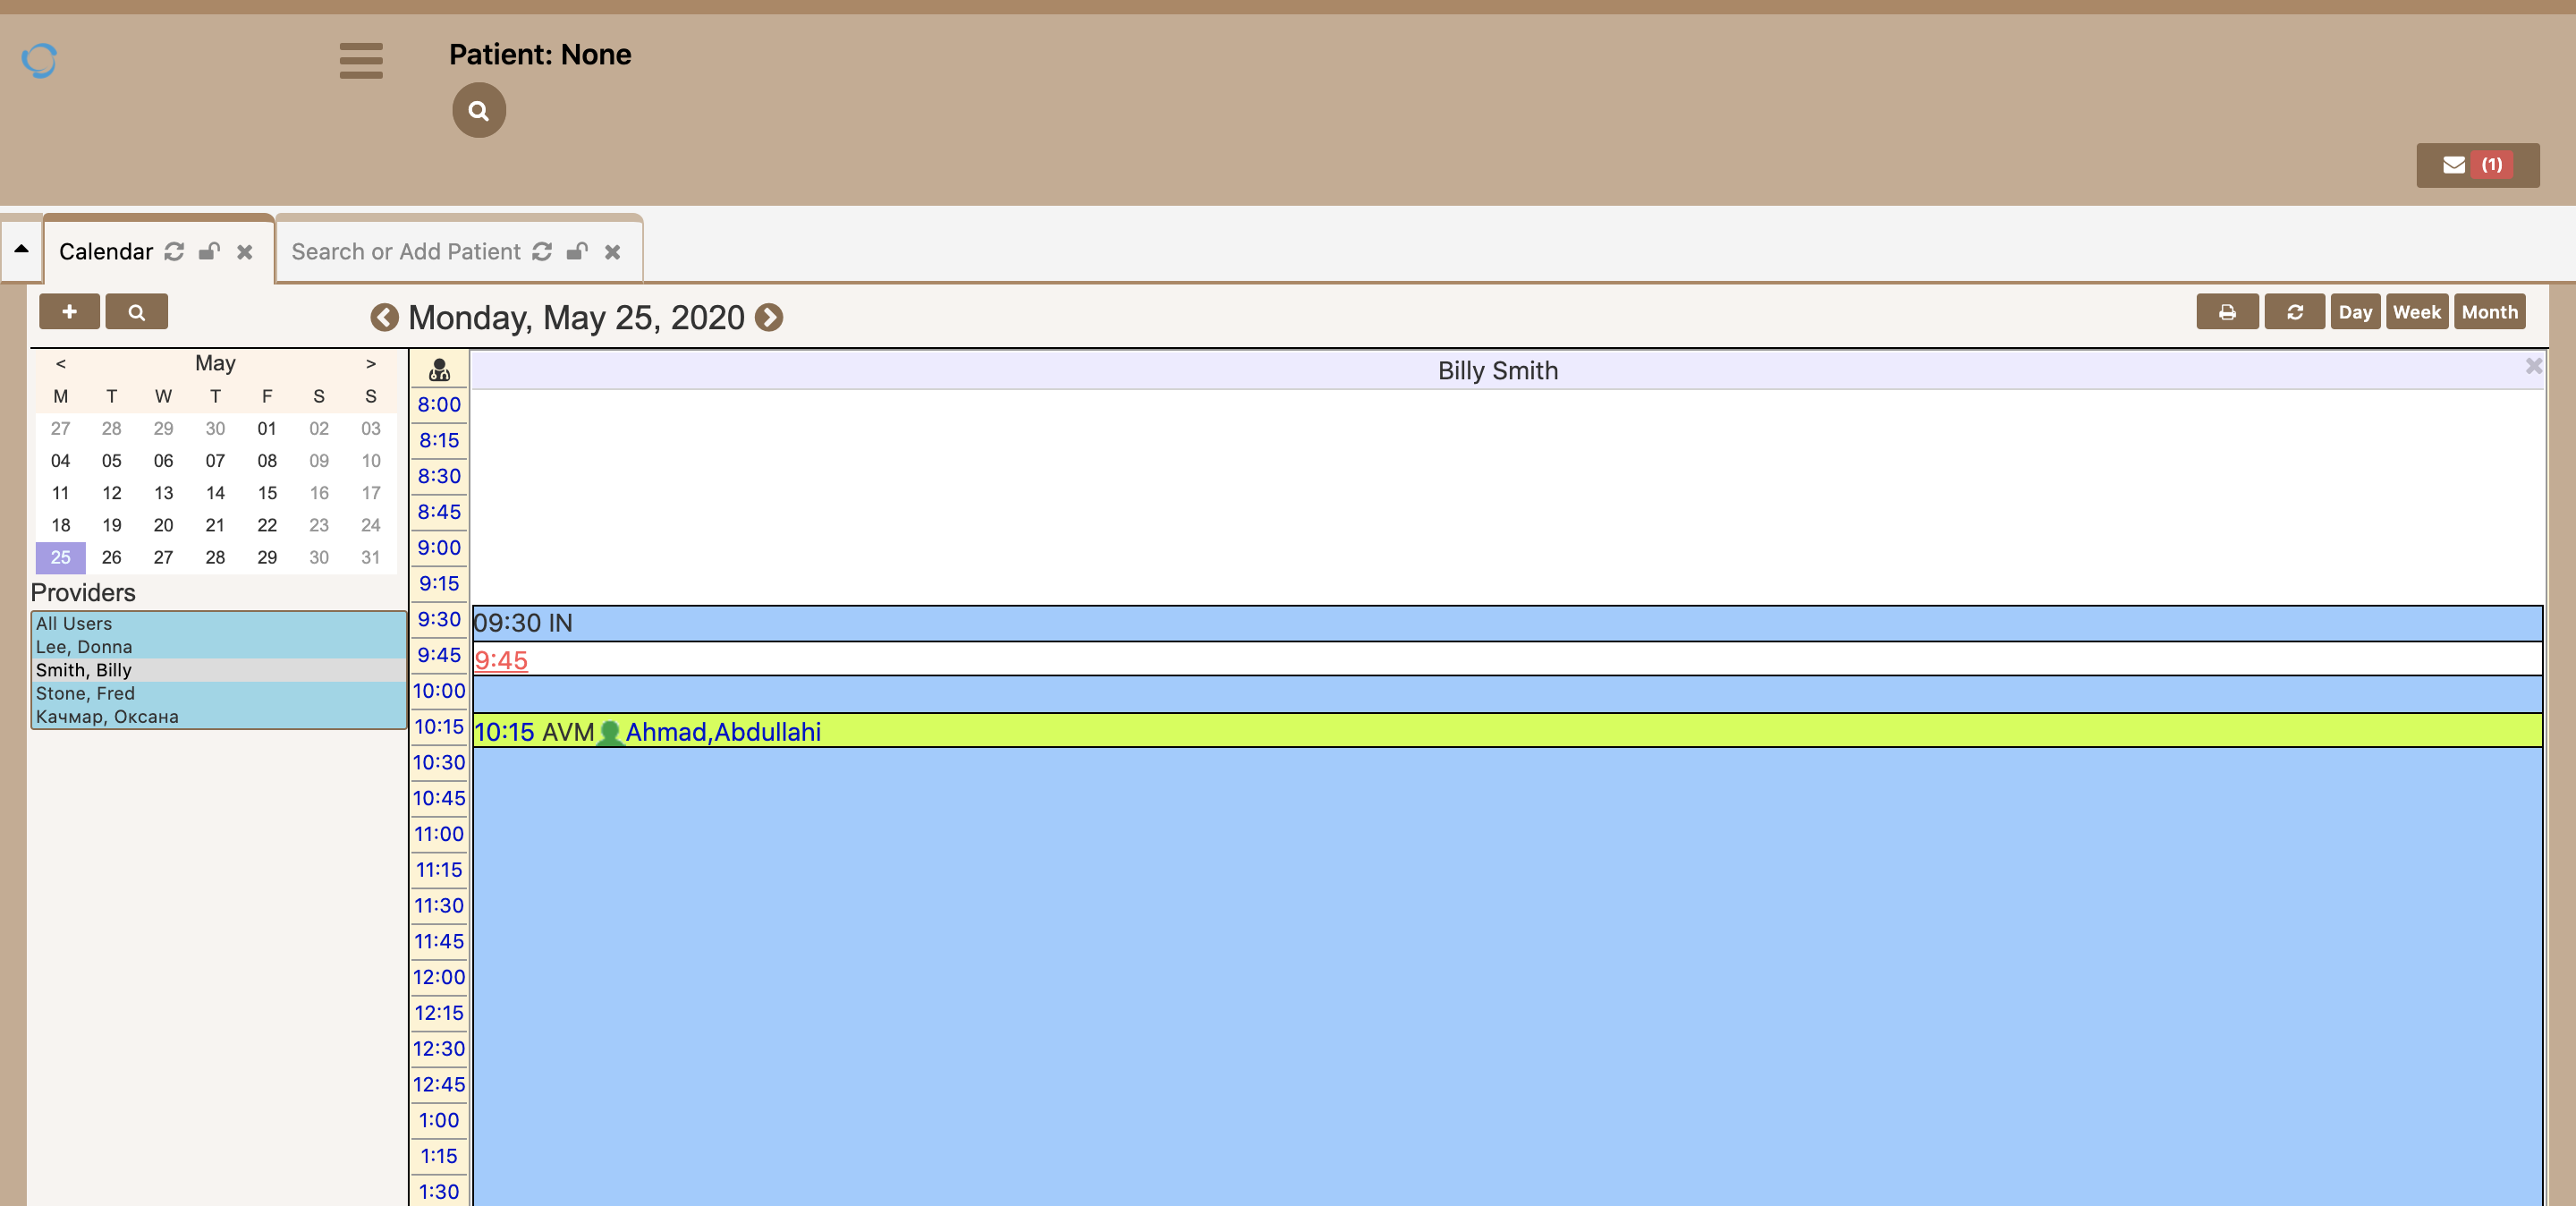 Patient: None
(1)
Calendar
Search or Add Patient
Monday, May 25, 2020
Day Week Month
< May >
M T W T F S S
27 28 29 30 01 02 03
04 05 06 07 08 09 10
11 12 13 14 15 16 17
18 19 20 21 22 23 24
25 26 27 28 29 30 31
Providers
All Users
Lee, Donna
Smith, Billy
Stone, Fred
Качмар, Оксана
Billy Smith
8:00
8:15
8:30
8:45
9:00
9:15
9:30 09:30 IN
9:45 9:45
10:00
10:15 10:15 AVM Ahmad,Abdullahi
10:30
10:45
11:00
11:15
11:30
11:45
12:00
12:15
12:30
12:45
1:00
1:15
1:30